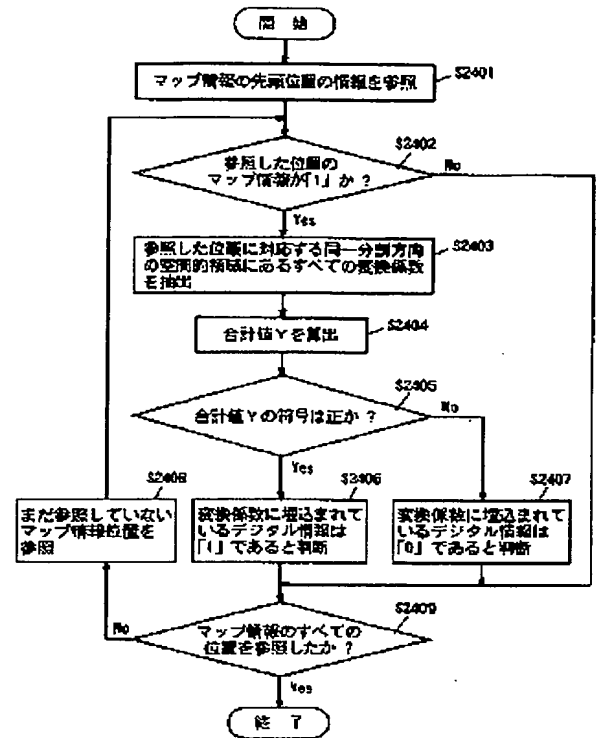 開 始
マップ情報の先頭位置の情報を参照
S2401
S2402
参照した位置の
マップ情報が「1」か ?
No
Yes
参照した位置に対応する同一分割方向
の空間的領域にあるすべての変換係数
を抽出
S2403
合計値Yを算出
S2404
S2405
合計値Yの符号は正か ?
No
Yes
S2408
まだ参照していない
マップ情報位置を
参照
S2406
変換係数に埋込まれて
いるデジタル情報は
「1」であると判断
S2407
変換係数に埋込まれて
いるデジタル情報は
「0」であると判断
S2409
マップ情報のすべての
位置を参照したか ?
No
Yes
終 了